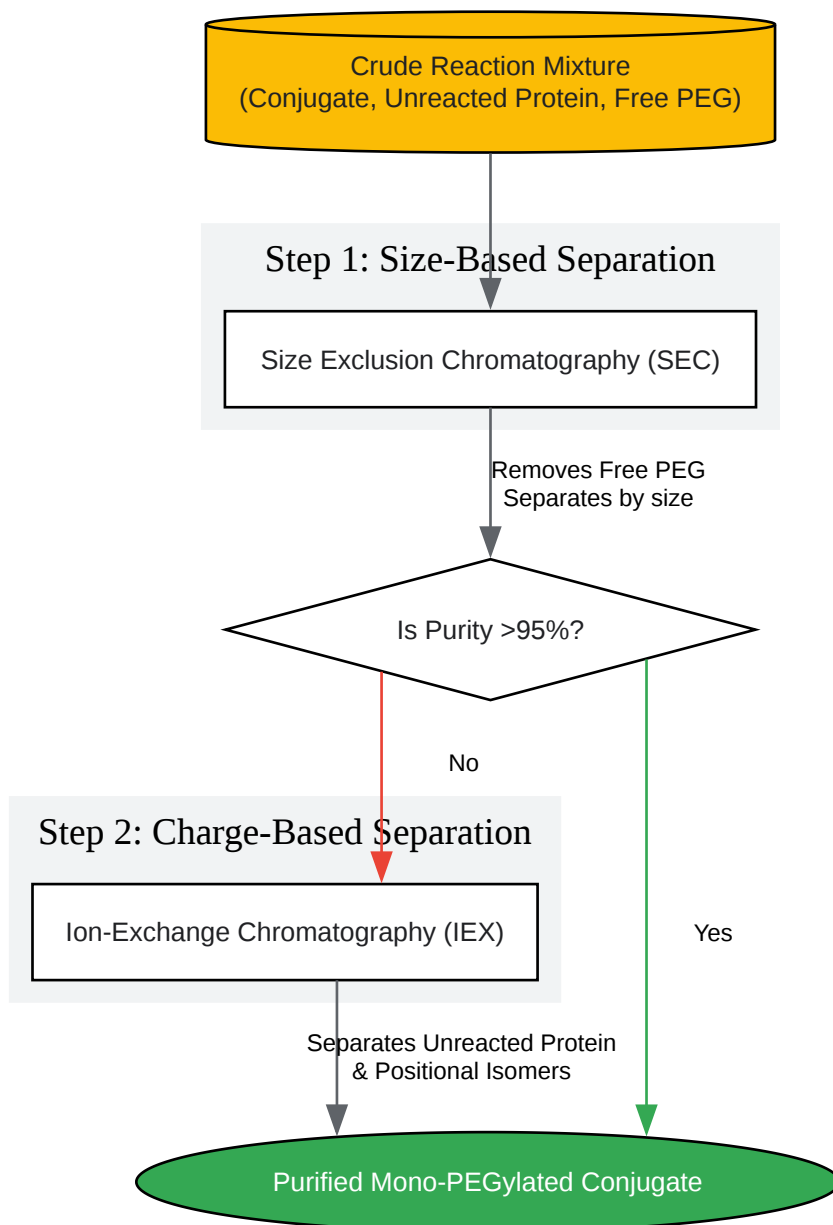 Crude Reaction Mixture
(Conjugate, Unreacted Protein, Free PEG)
Step 1: Size-Based Separation
Size Exclusion Chromatography (SEC)
Removes Free PEG
Separates by size
Is Purity >95%?
No
Step 2: Charge-Based Separation
Ion-Exchange Chromatography (IEX)
Yes
Separates Unreacted Protein
& Positional Isomers
Purified Mono-PEGylated Conjugate